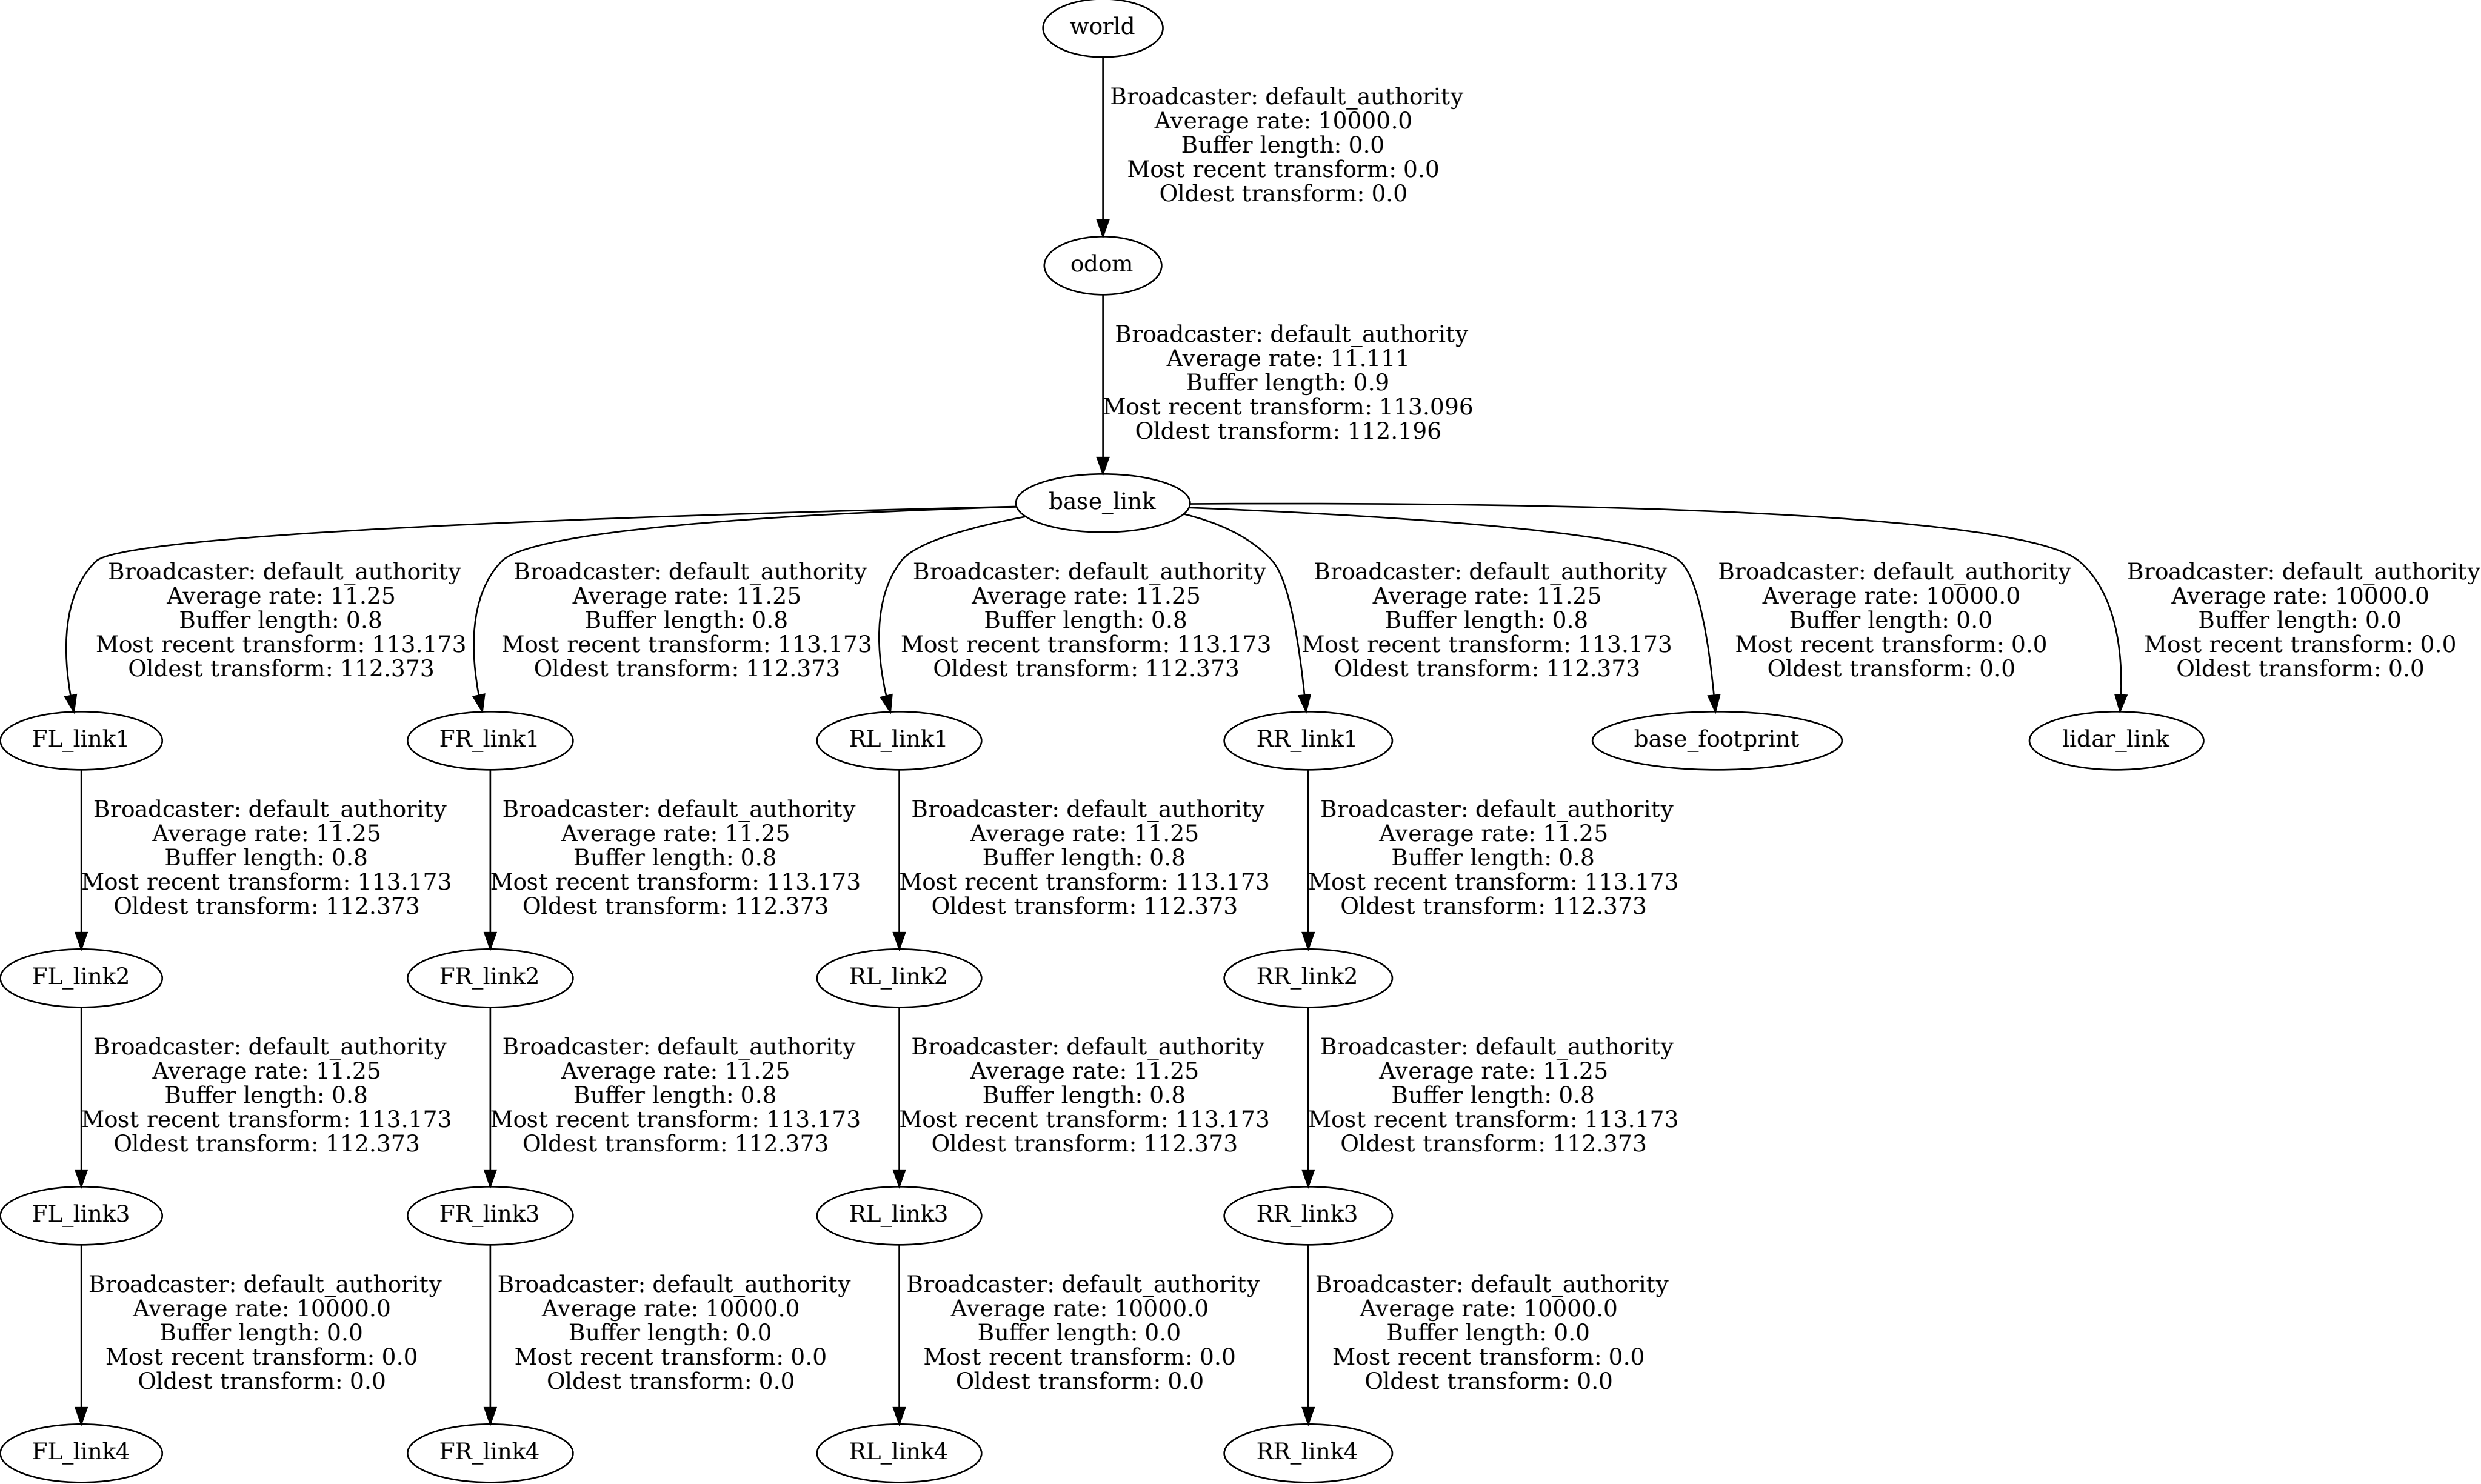 world
Broadcaster: default_authority
Average rate: 10000.0
Buffer length: 0.0
Most recent transform: 0.0
Oldest transform: 0.0
odom
Broadcaster: default_authority
Average rate: 11.111
Buffer length: 0.9
Most recent transform: 113.096
Oldest transform: 112.196
base_link
Broadcaster: default_authority
Average rate: 11.25
Buffer length: 0.8
Most recent transform: 113.173
Oldest transform: 112.373
Broadcaster: default_authority
Average rate: 11.25
Buffer length: 0.8
Most recent transform: 113.173
Oldest transform: 112.373
Broadcaster: default_authority
Average rate: 11.25
Buffer length: 0.8
Most recent transform: 113.173
Oldest transform: 112.373
Broadcaster: default_authority
Average rate: 11.25
Buffer length: 0.8
Most recent transform: 113.173
Oldest transform: 112.373
Broadcaster: default_authority
Average rate: 10000.0
Buffer length: 0.0
Most recent transform: 0.0
Oldest transform: 0.0
Broadcaster: default_authority
Average rate: 10000.0
Buffer length: 0.0
Most recent transform: 0.0
Oldest transform: 0.0
FL_link1
FR_link1
RL_link1
RR_link1
base_footprint
lidar_link
Broadcaster: default_authority
Average rate: 11.25
Buffer length: 0.8
Most recent transform: 113.173
Oldest transform: 112.373
Broadcaster: default_authority
Average rate: 11.25
Buffer length: 0.8
Most recent transform: 113.173
Oldest transform: 112.373
Broadcaster: default_authority
Average rate: 11.25
Buffer length: 0.8
Most recent transform: 113.173
Oldest transform: 112.373
Broadcaster: default_authority
Average rate: 11.25
Buffer length: 0.8
Most recent transform: 113.173
Oldest transform: 112.373
FL_link2
FR_link2
RL_link2
RR_link2
Broadcaster: default_authority
Average rate: 11.25
Buffer length: 0.8
Most recent transform: 113.173
Oldest transform: 112.373
Broadcaster: default_authority
Average rate: 11.25
Buffer length: 0.8
Most recent transform: 113.173
Oldest transform: 112.373
Broadcaster: default_authority
Average rate: 11.25
Buffer length: 0.8
Most recent transform: 113.173
Oldest transform: 112.373
Broadcaster: default_authority
Average rate: 11.25
Buffer length: 0.8
Most recent transform: 113.173
Oldest transform: 112.373
FL_link3
FR_link3
RL_link3
RR_link3
Broadcaster: default_authority
Average rate: 10000.0
Buffer length: 0.0
Most recent transform: 0.0
Oldest transform: 0.0
Broadcaster: default_authority
Average rate: 10000.0
Buffer length: 0.0
Most recent transform: 0.0
Oldest transform: 0.0
Broadcaster: default_authority
Average rate: 10000.0
Buffer length: 0.0
Most recent transform: 0.0
Oldest transform: 0.0
Broadcaster: default_authority
Average rate: 10000.0
Buffer length: 0.0
Most recent transform: 0.0
Oldest transform: 0.0
FL_link4
FR_link4
RL_link4
RR_link4